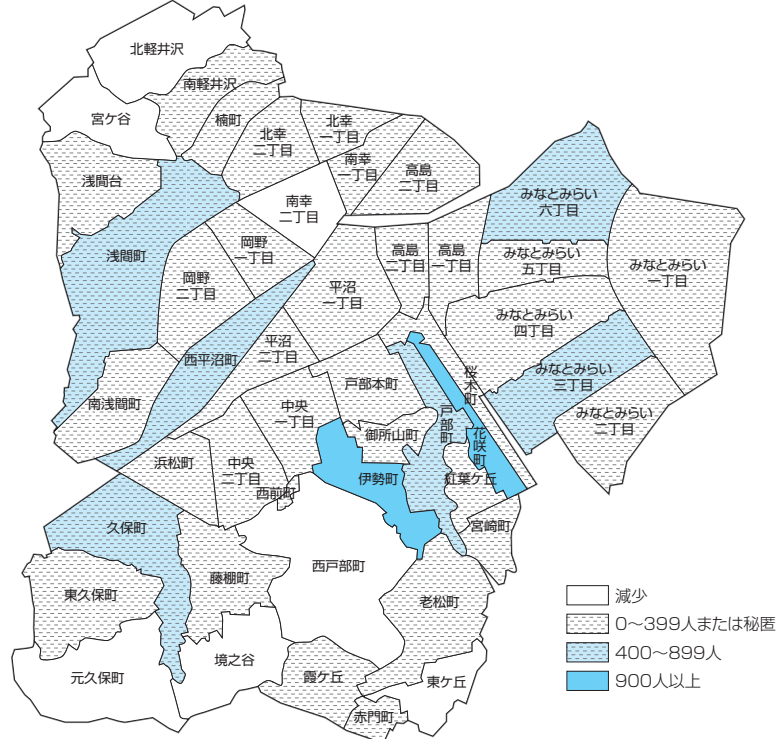 北軽井沢
南軽井沢
宮ケ谷
楠町
北幸
二丁目
北幸
一丁目
南幸
一丁目
高島
二丁目
浅間台
南幸
二丁目
みなとみらい
六丁目
浅間町
岡野
一丁目
岡野
二丁目
平沼
一丁目
高島
二丁目
高島
一丁目
みなとみらい
五丁目
みなとみらい
一丁目
みなとみらい
四丁目
西平沼町
平沼
二丁目
桜木町
みなとみらい
三丁目
戸部本町
南浅間町
中央
一丁目
御所山町
戸部町
花咲町
みなとみらい
二丁目
浜松町
中央
二丁目
西前町
伊勢町
紅葉ケ丘
久保町
宮崎町
西戸部町
藤棚町
東久保町
老松町
元久保町
境之谷
霞ケ丘
東ケ丘
赤門町
減少
0～399人または秘匿
400～899人
900人以上